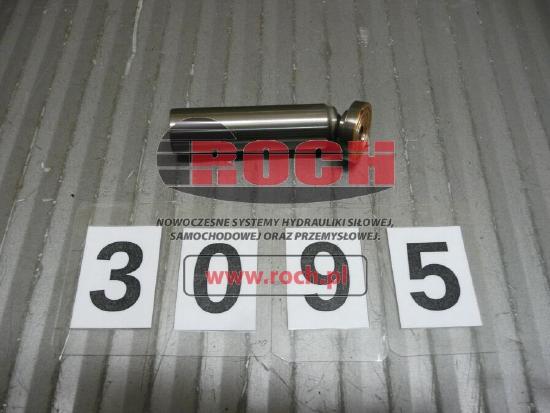 ROCH
NOWOCZESNE SYSTEMY HYDRAULIKI SIŁOWEJ,
SAMOCHODOWEJ ORAZ PRZEMYSŁOWEJ.
3 0 9 5
www.roch.pl